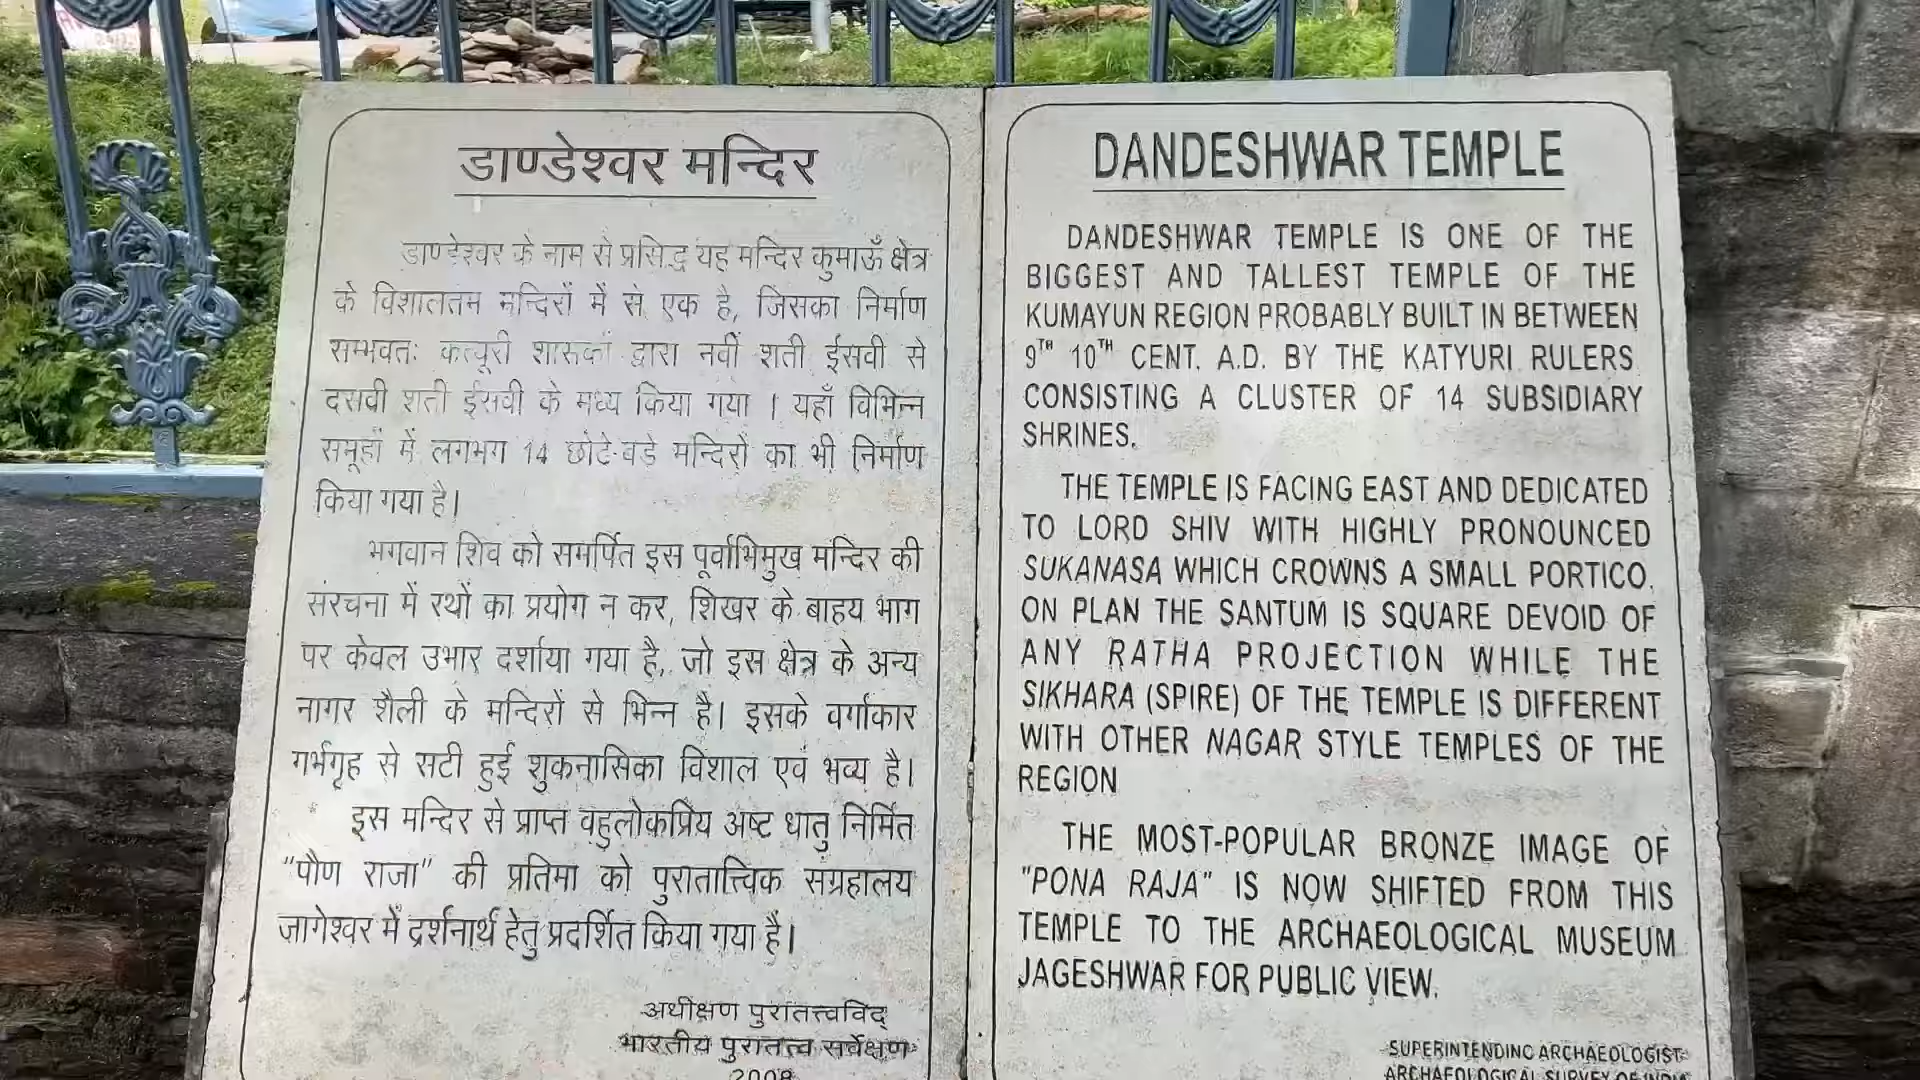 डाण्डेश्वर मन्दिर
डाण्डेश्वर के नाम से प्रसिद्ध यह मन्दिर कुमाऊँ क्षेत्र
के विशालतम मन्दिरों में से एक है, जिसका निर्माण
सम्भवतः कत्यूरी शासकों द्वारा नवीं शती ईसवी से
दसवी शती ईसवी के मध्य किया गया । यहाँ विभिन्न
समूहों में लगभग 14 छोटे-बड़े मन्दिरों का भी निर्माण
किया गया है।
भगवान शिव को समर्पित इस पूर्वाभिमुख मन्दिर की
संरचना में रथों का प्रयोग न कर, शिखर के बाहय भाग
पर केवल उभार दर्शाया गया है, जो इस क्षेत्र के अन्य
नागर शैली के मन्दिरों से भिन्न है। इसके वर्गाकार
गर्भगृह से सटी हुई शुकनासिका विशाल एवं भव्य है।
इस मन्दिर से प्राप्त बहुलोकप्रिय अष्ट धातु निर्मित
"पौण राजा" की प्रतिमा को पुरातात्त्विक संग्रहालय
जागेश्वर में दर्शनार्थ हेतु प्रदर्शित किया गया है।
अधीक्षण पुरातत्त्वविद्
भारतीय पुरातत्त्व सर्वेक्षण
2008
DANDESHWAR TEMPLE
DANDESHWAR TEMPLE IS ONE OF THE
BIGGEST AND TALLEST TEMPLE OF THE
KUMAYUN REGION PROBABLY BUILT IN BETWEEN
9TH 10TH CENT. A.D. BY THE KATYURI RULERS
CONSISTING A CLUSTER OF 14 SUBSIDIARY
SHRINES.
THE TEMPLE IS FACING EAST AND DEDICATED
TO LORD SHIV WITH HIGHLY PRONOUNCED
SUKANASA WHICH CROWNS A SMALL PORTICO.
ON PLAN THE SANTUM IS SQUARE DEVOID OF
ANY RATHA PROJECTION WHILE THE
SIKHARA (SPIRE) OF THE TEMPLE IS DIFFERENT
WITH OTHER NAGAR STYLE TEMPLES OF THE
REGION
THE MOST-POPULAR BRONZE IMAGE OF
"PONA RAJA" IS NOW SHIFTED FROM THIS
TEMPLE TO THE ARCHAEOLOGICAL MUSEUM
JAGESHWAR FOR PUBLIC VIEW.
SUPERINTENDING ARCHAEOLOGIST
ARCHAEOLOGICAL SURVEY OF INDIA